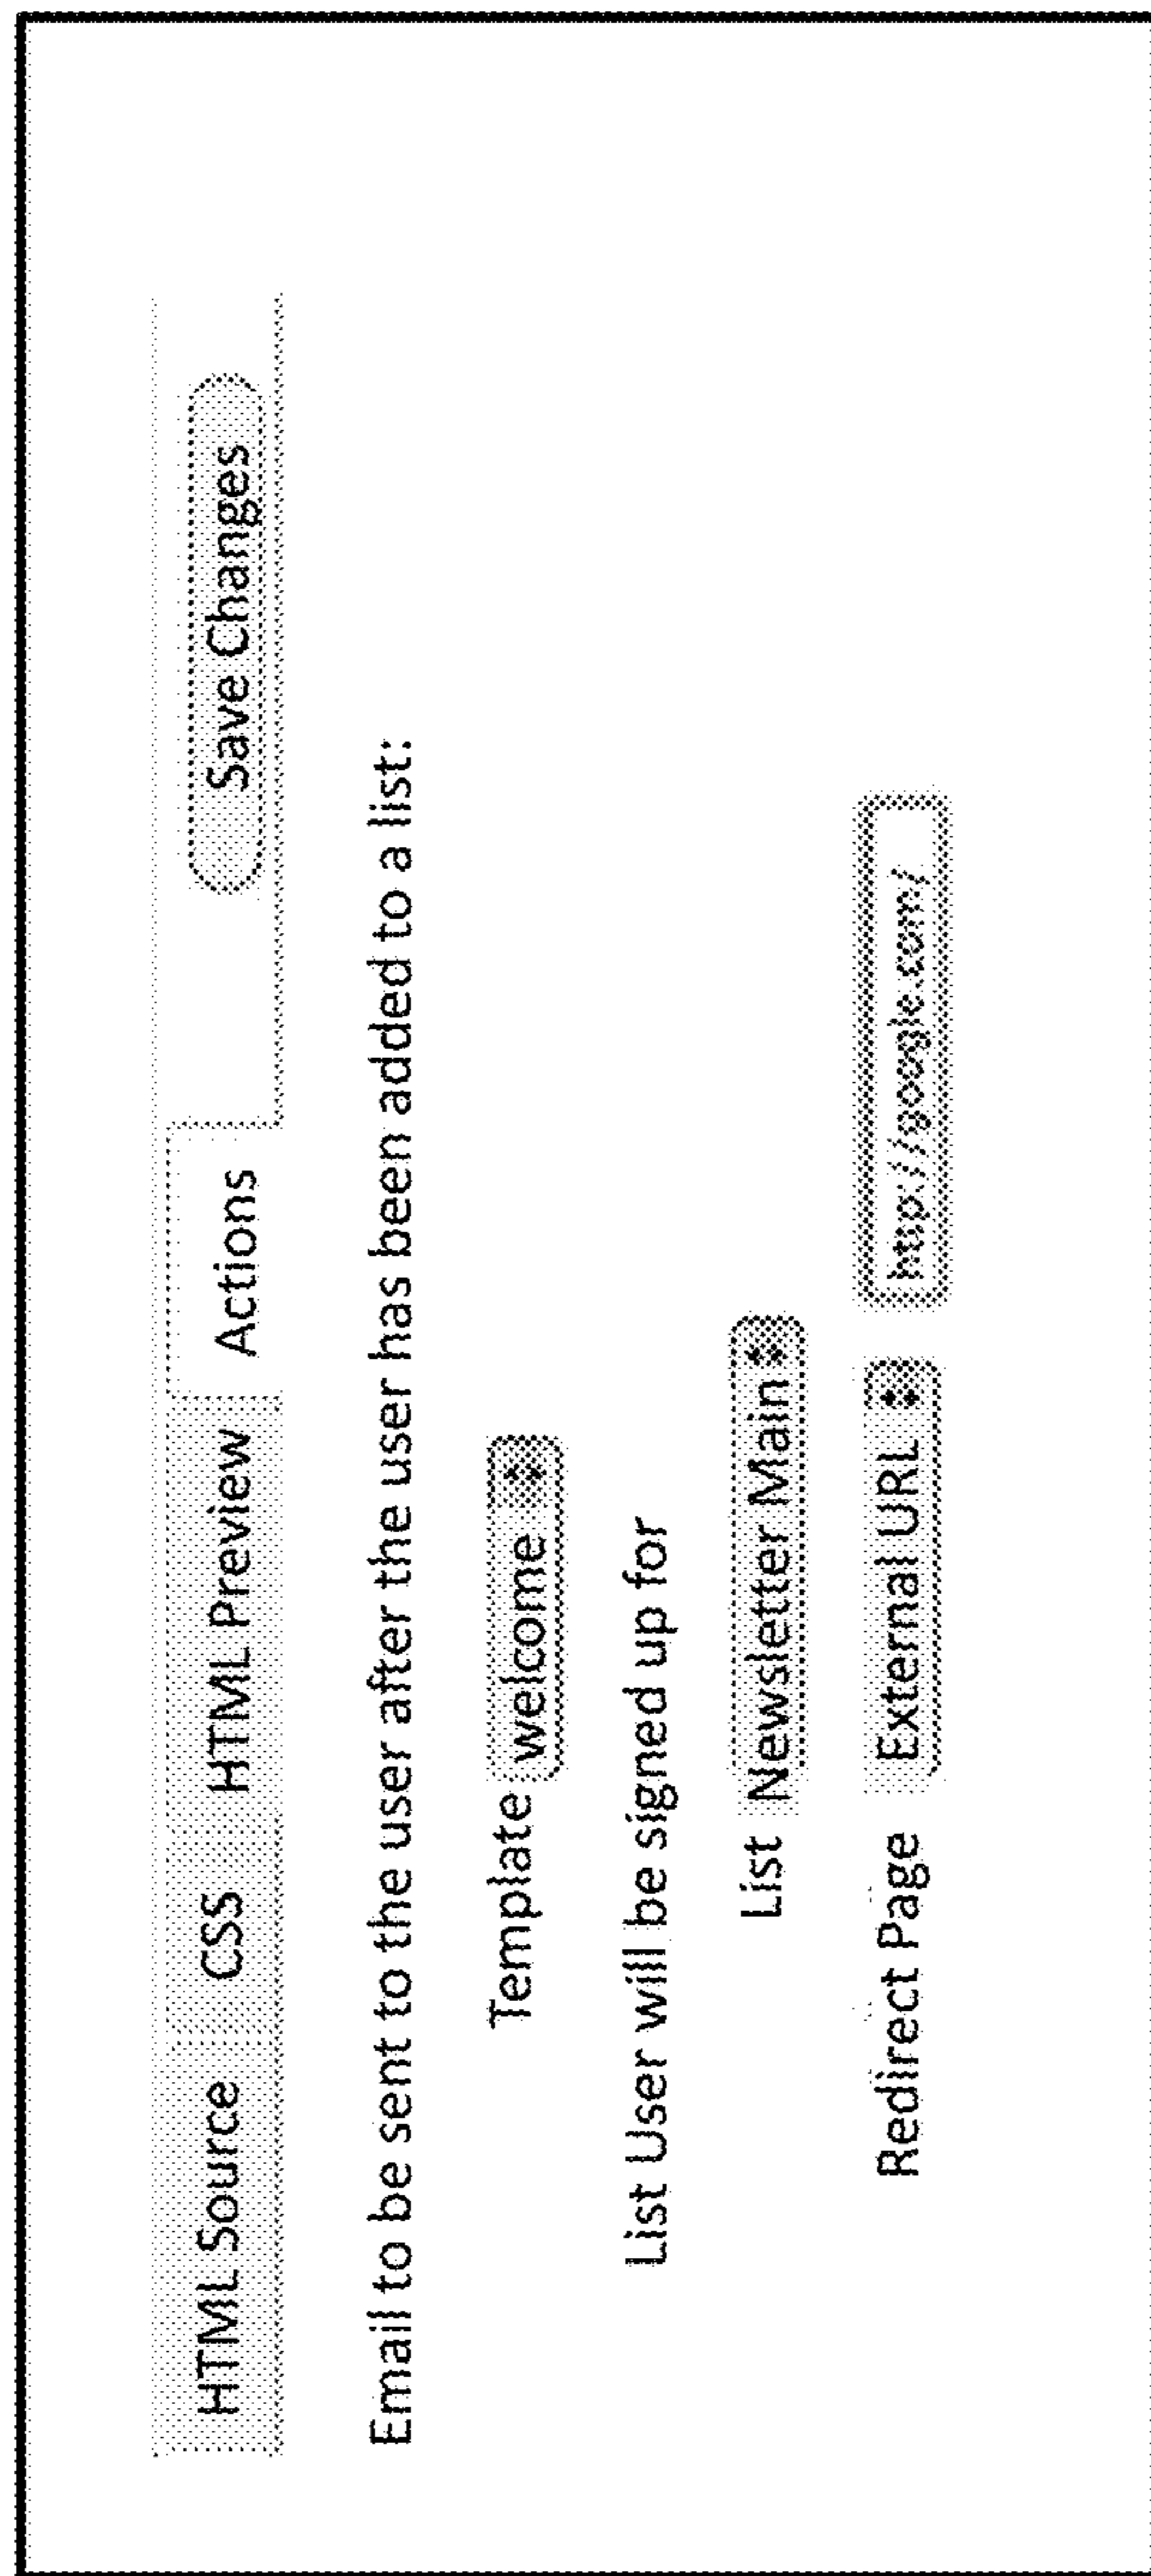 HTML Source CSS HTML Preview Actions Save Changes
Email to be sent to the user after the user has been added to a list:
Template welcome
List User will be signed up for
List Newsletter Main
Redirect Page External URL http://google.com/